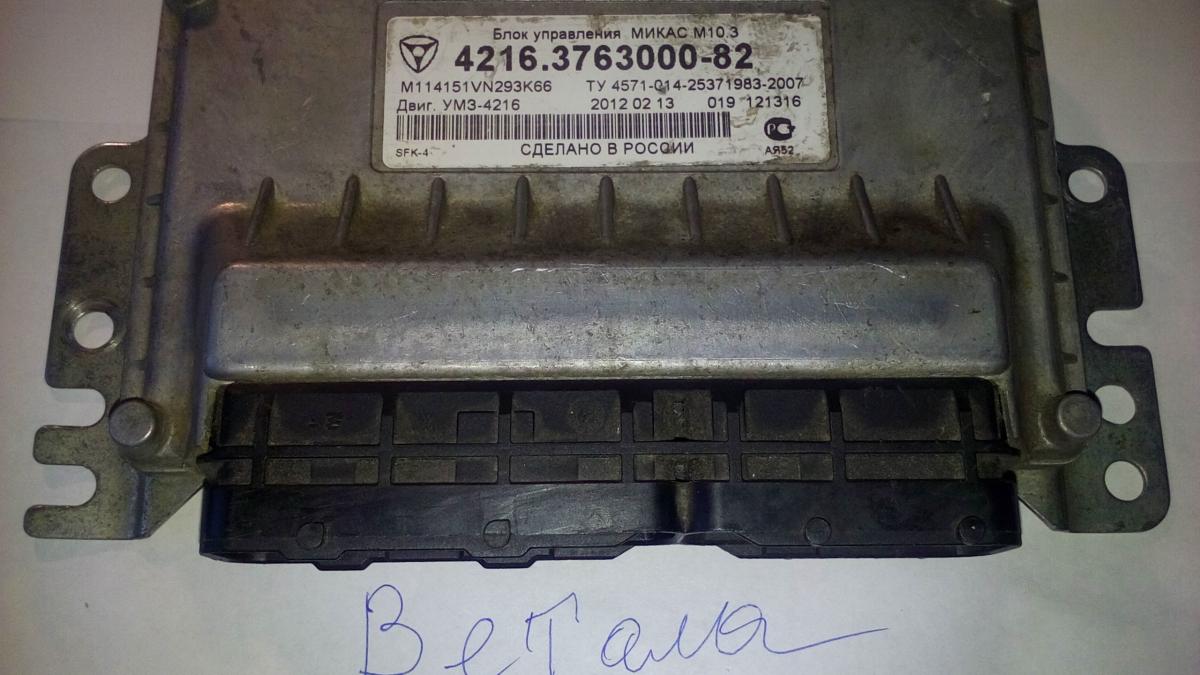 Блок управления МИКАС М10.3
4216.3763000-82
M114151VN293K66 ТУ 4571-014-25371983-2007
Двиг. УМЗ-4216 2012 02 13 019 121316
SFK-4 СДЕЛАНО В РОССИИ АЯ52
Ветала